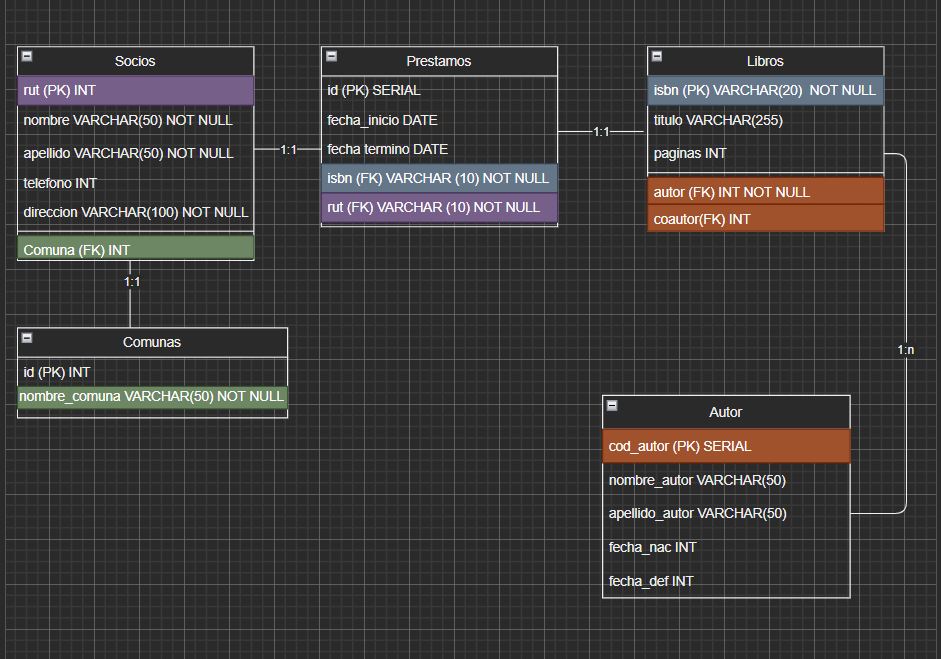 Socios
rut (PK) INT
nombre VARCHAR(50) NOT NULL
apellido VARCHAR(50) NOT NULL
telefono INT
direccion VARCHAR(100) NOT NULL
Comuna (FK) INT
1:1
Prestamos
id (PK) SERIAL
fecha_inicio DATE
fecha termino DATE
isbn (FK) VARCHAR (10) NOT NULL
rut (FK) VARCHAR (10) NOT NULL
1:1
Libros
isbn (PK) VARCHAR(20) NOT NULL
titulo VARCHAR(255)
paginas INT
autor (FK) INT NOT NULL
coautor(FK) INT
1:1
Comunas
id (PK) INT
nombre_comuna VARCHAR(50) NOT NULL
1:n
Autor
cod_autor (PK) SERIAL
nombre_autor VARCHAR(50)
apellido_autor VARCHAR(50)
fecha_nac INT
fecha_def INT